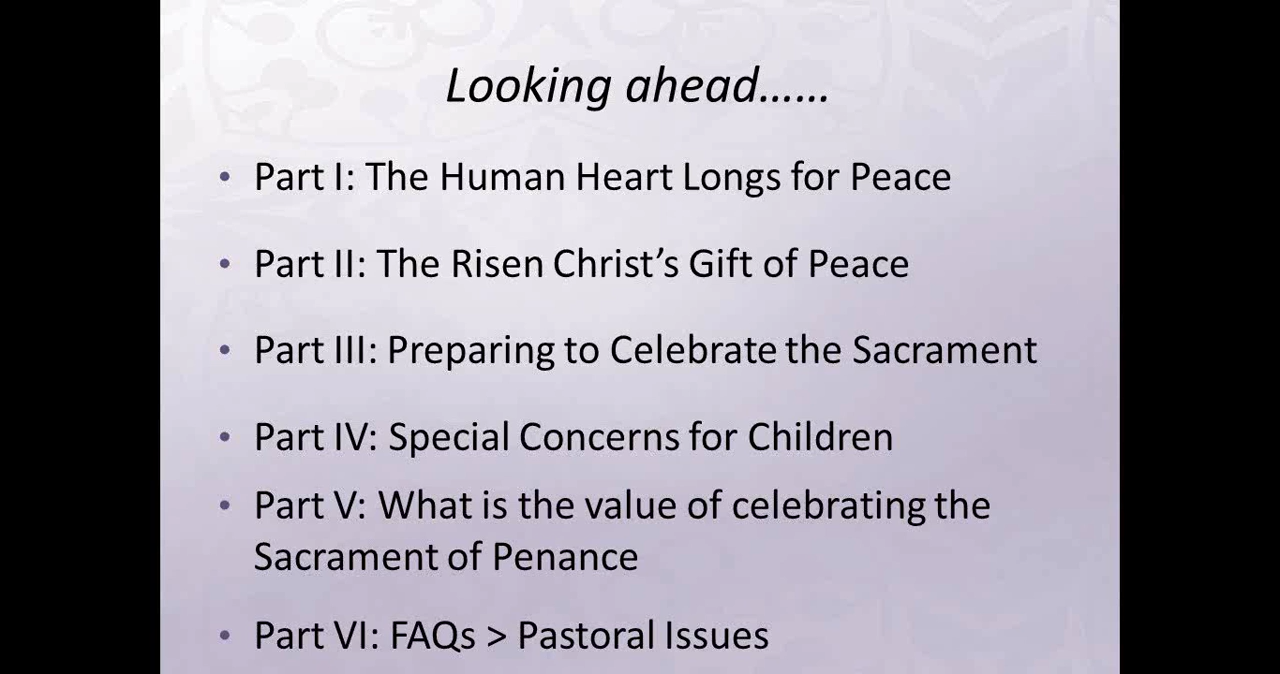 Looking ahead......
• Part I: The Human Heart Longs for Peace
• Part II: The Risen Christ’s Gift of Peace
• Part III: Preparing to Celebrate the Sacrament
• Part IV: Special Concerns for Children
• Part V: What is the value of celebrating the
Sacrament of Penance
• Part VI: FAQs > Pastoral Issues